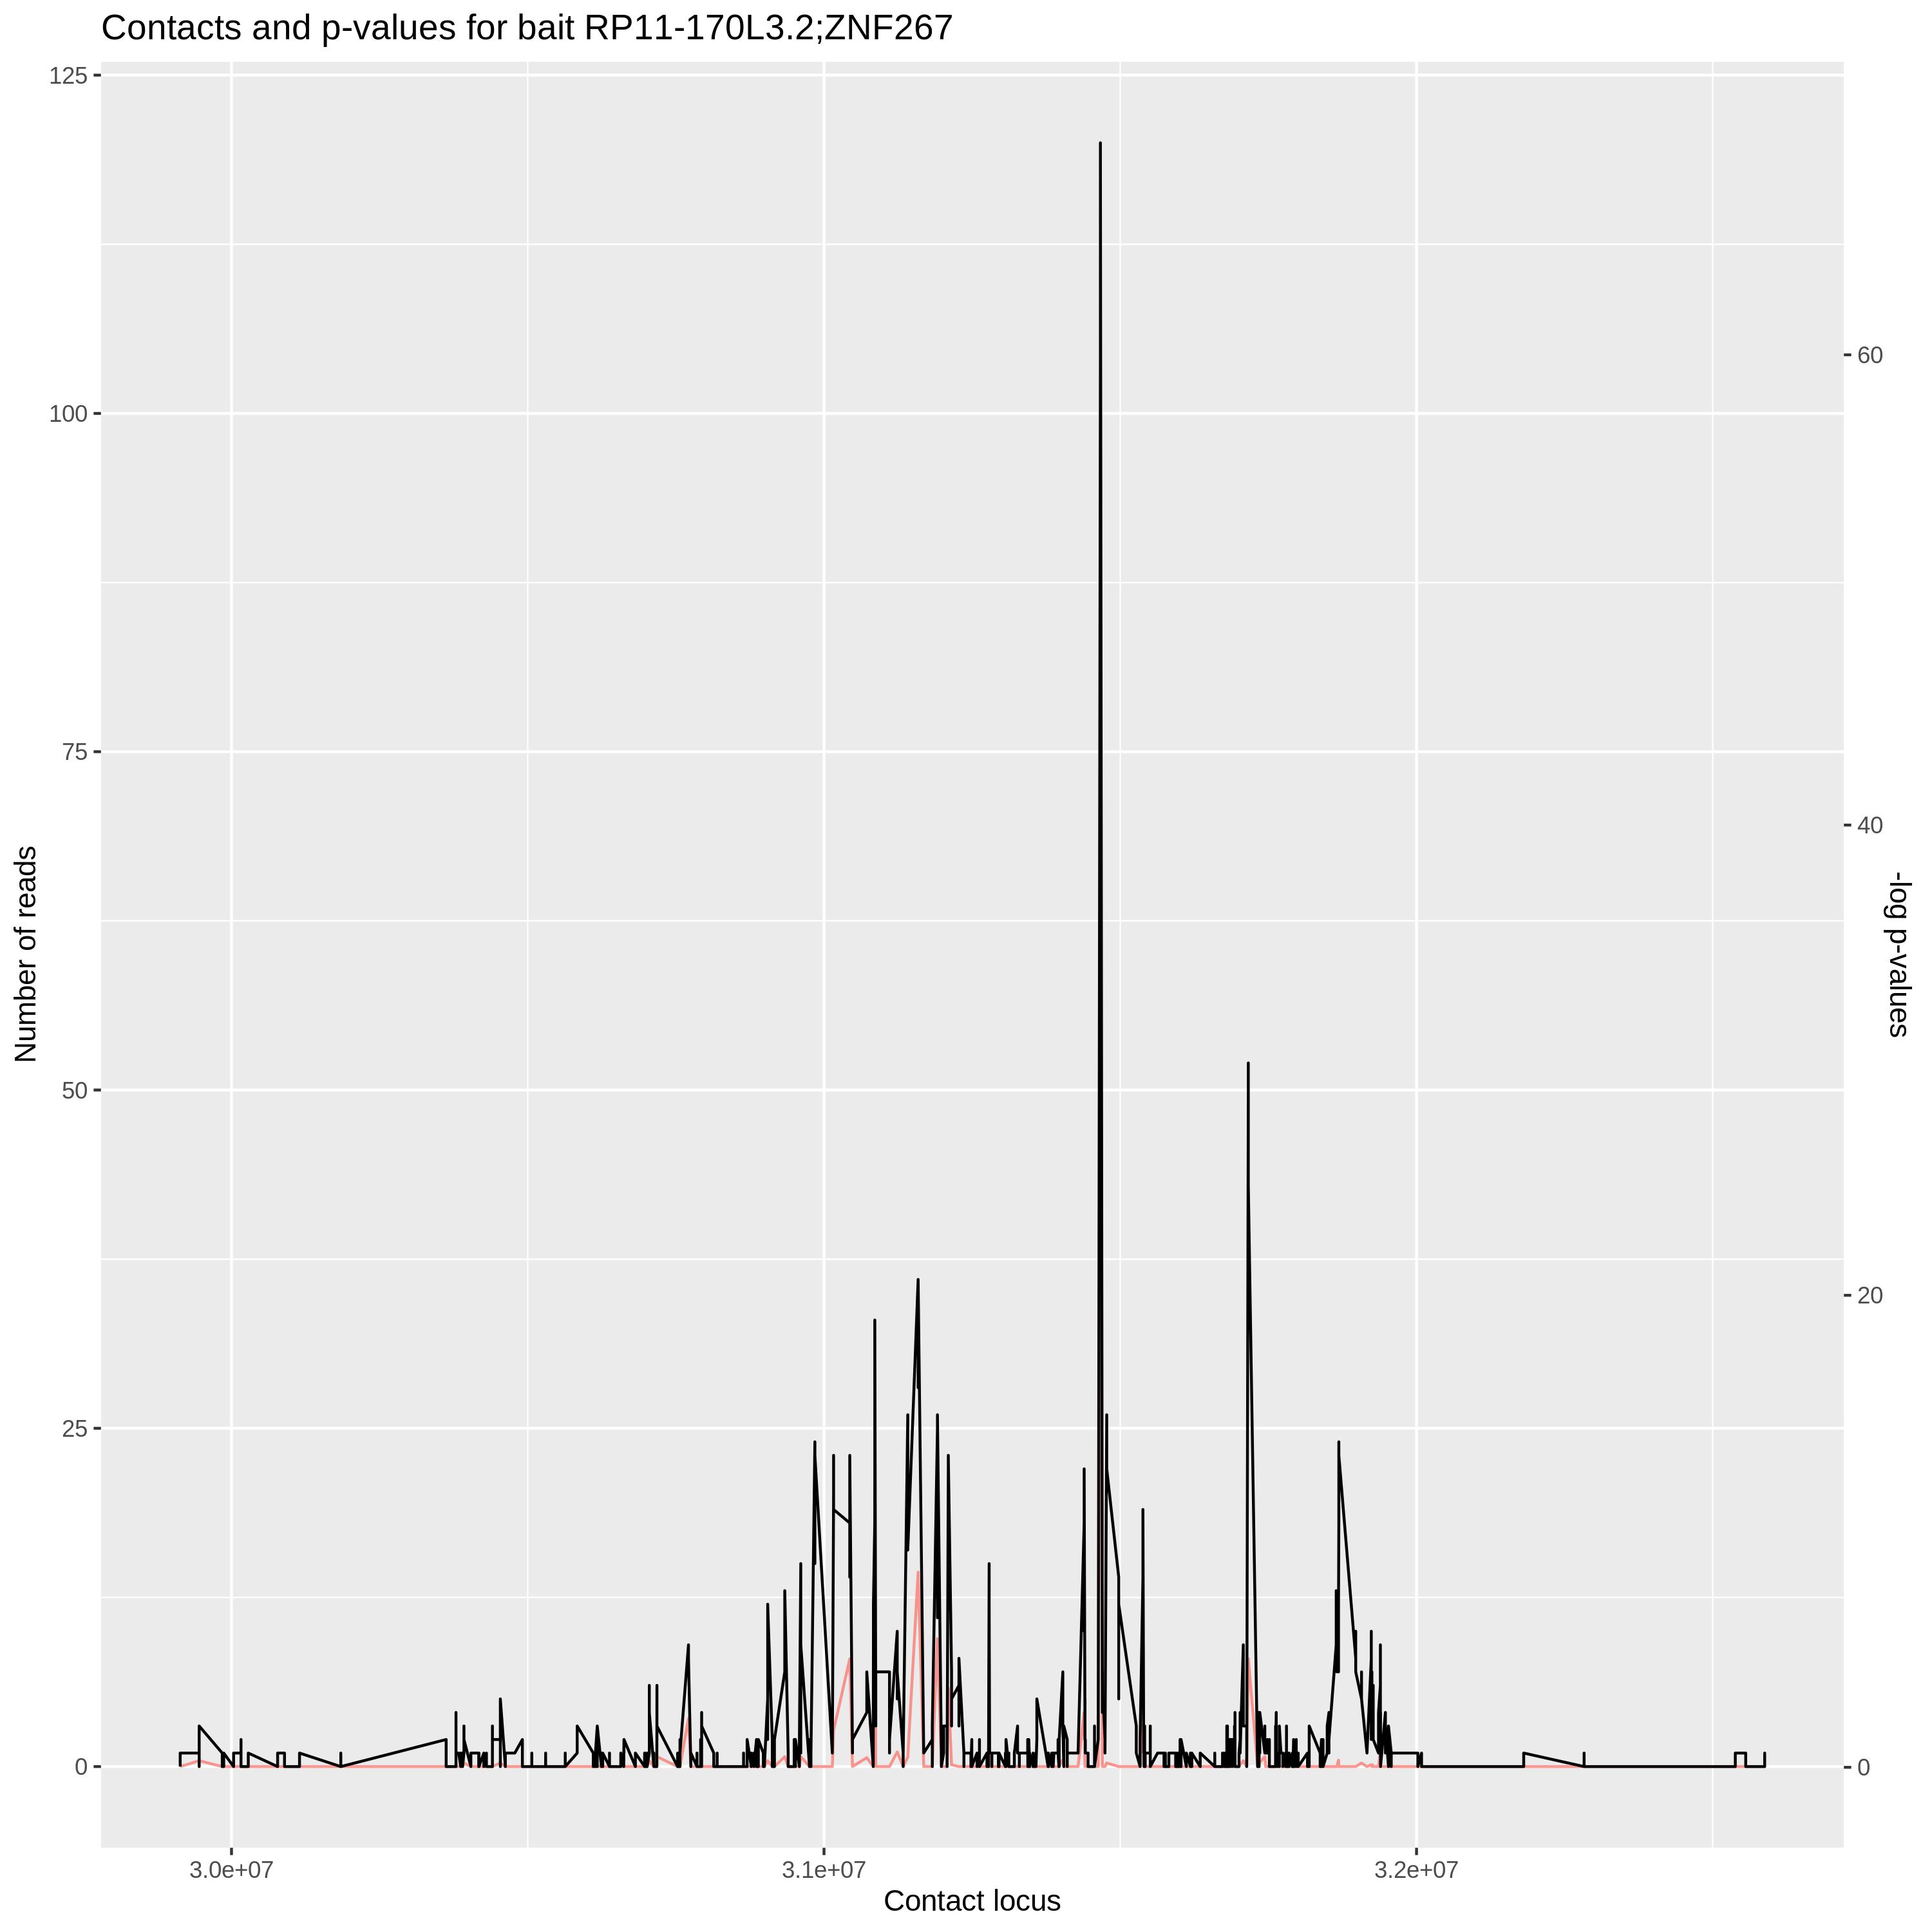 Contacts and p-values for bait RP11-170L3.2;ZNF267
125
100
75
50
25
0
Number of reads
60
40
20
0
-log p-values
3.0e+07
3.1e+07
3.2e+07
Contact locus